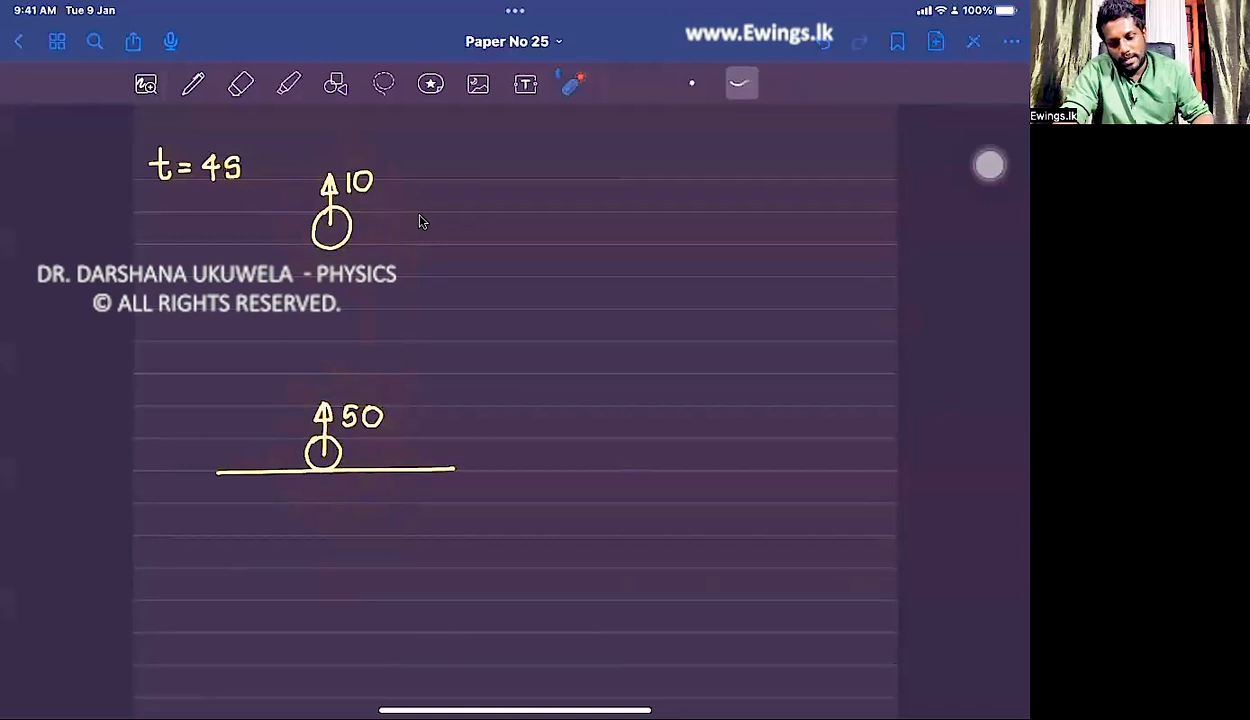 9:41 AM Tue 9 Jan
100%
Paper No 25
www.Ewings.lk
T
Ewings.lk
t = 4s
10
DR. DARSHANA UKUWELA - PHYSICS
© ALL RIGHTS RESERVED.
50